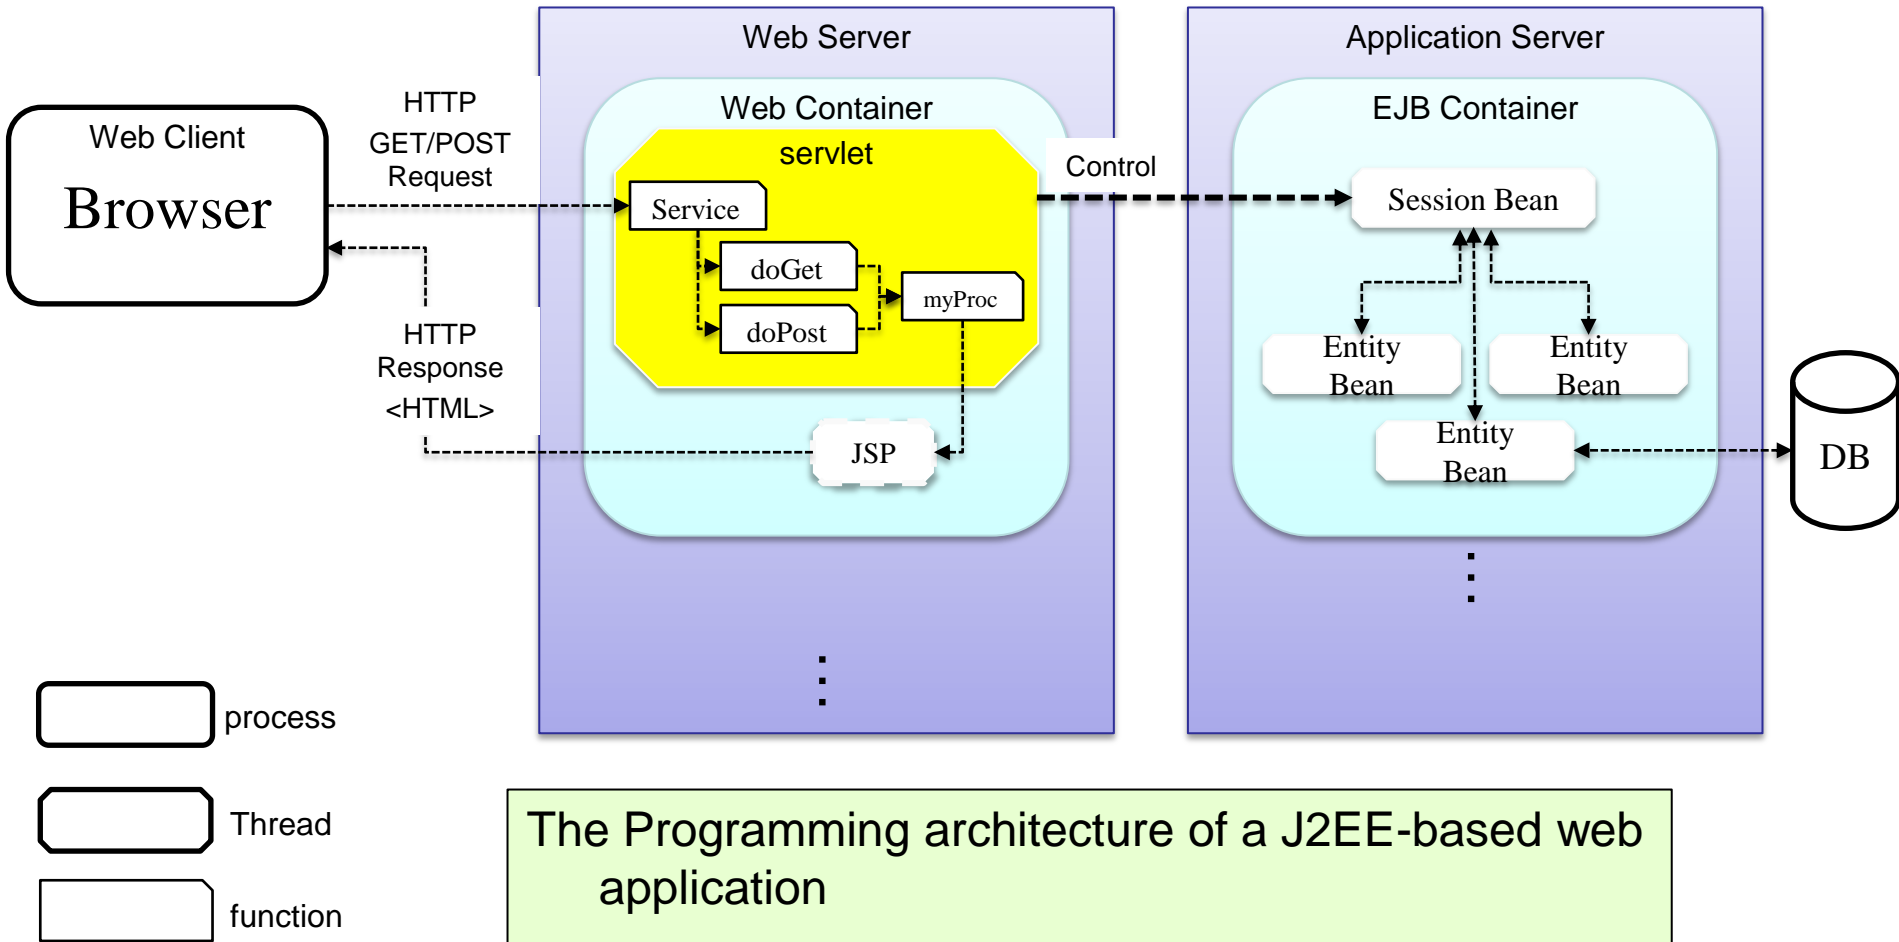 Web Server
Application Server
Web Client
Browser
HTTP
GET/POST
Request
Web Container
servlet
Service
doGet
doPost
myProc
JSP
Control
EJB Container
Session Bean
Entity
Bean
Entity
Bean
Entity
Bean
DB
HTTP
Response
<HTML>
process
Thread
function
The Programming architecture of a J2EE-based web
application